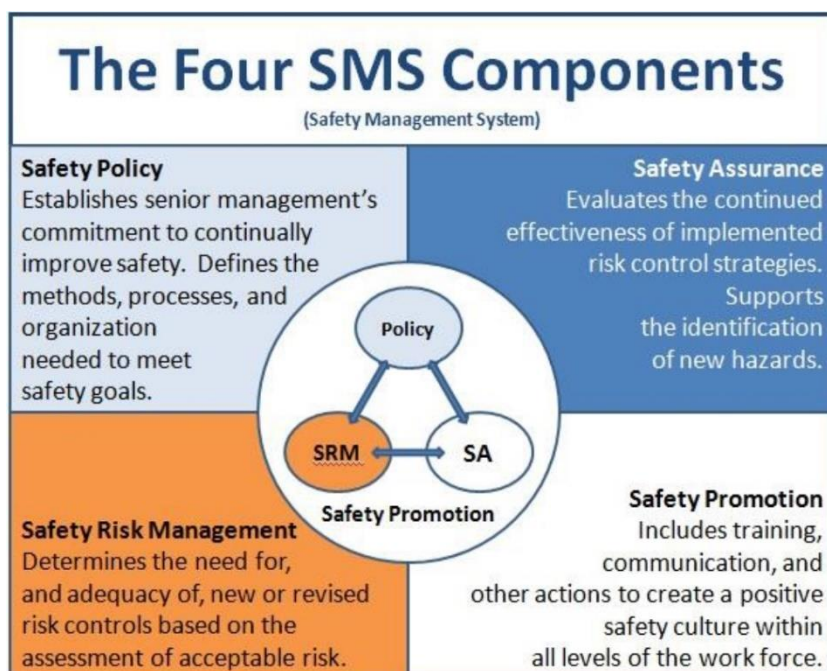 The Four SMS Components
(Safety Management System)
Safety Policy
Establishes senior management’s
commitment to continually
improve safety. Defines the
methods, processes, and
organization
needed to meet
safety goals.
Safety Assurance
Evaluates the continued
effectiveness of implemented
risk control strategies.
Supports
the identification
of new hazards.
Policy
SRM
SA
Safety Promotion
Safety Risk Management
Determines the need for,
and adequacy of, new or revised
risk controls based on the
assessment of acceptable risk.
Safety Promotion
Includes training,
communication, and
other actions to create a positive
safety culture within
all levels of the work force.